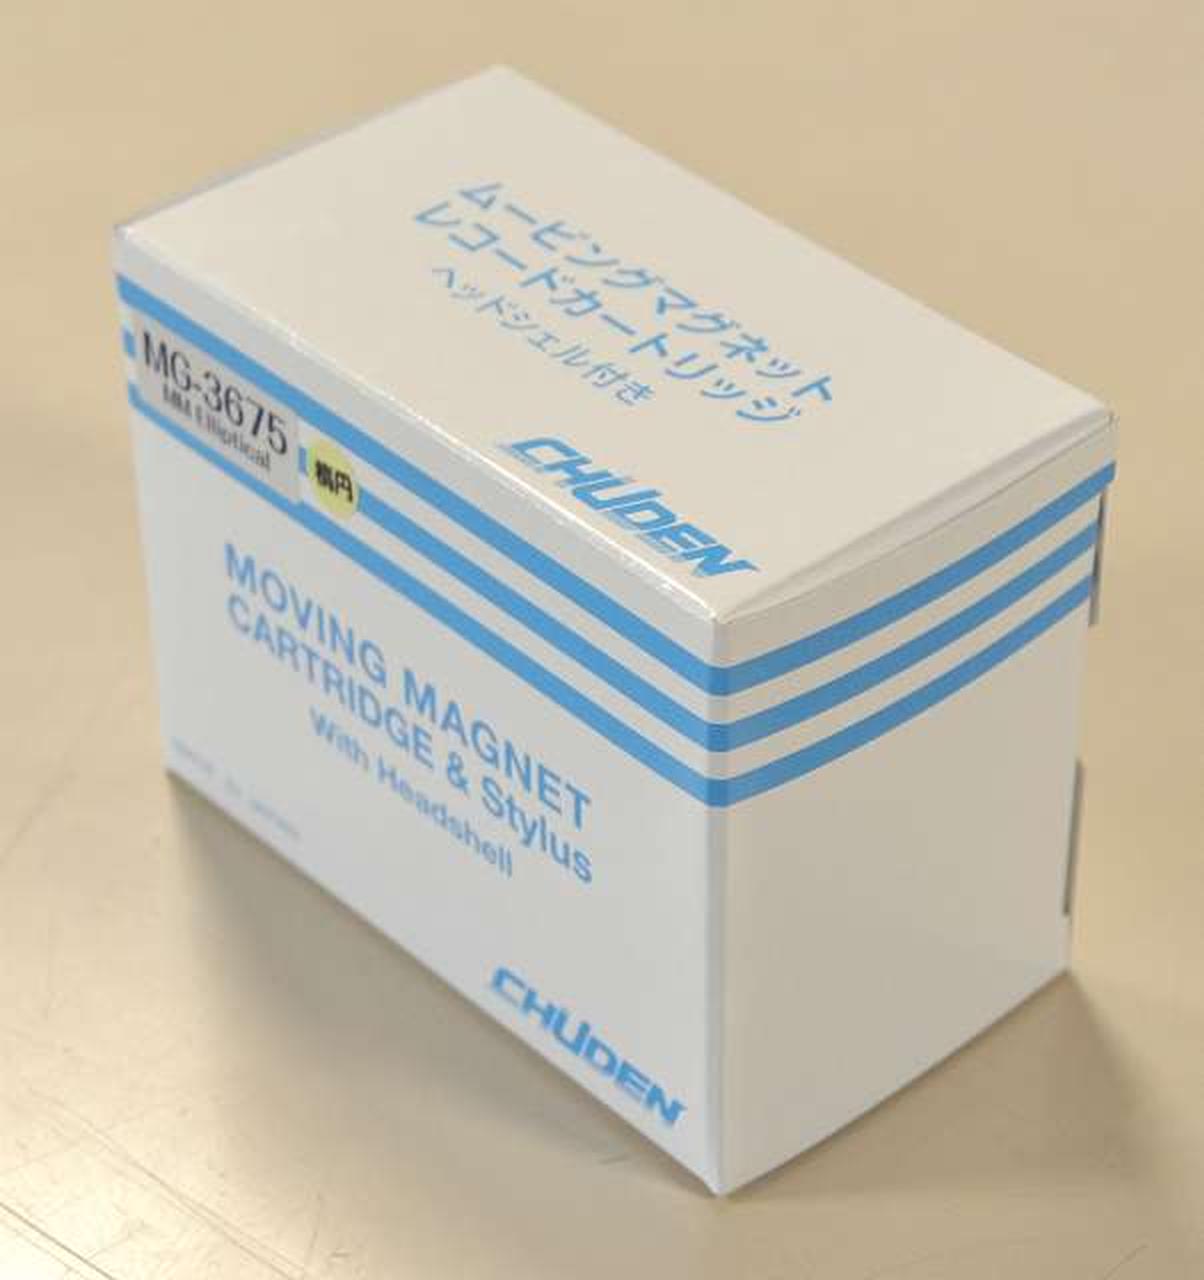 ムービングマグネット
レコードカートリッジ
ヘッドシェル付き
CHUDEN
MG-3675
MM Elliptical
楕円
MOVING MAGNET
CARTRIDGE & Stylus
With Headshell
CHUDEN